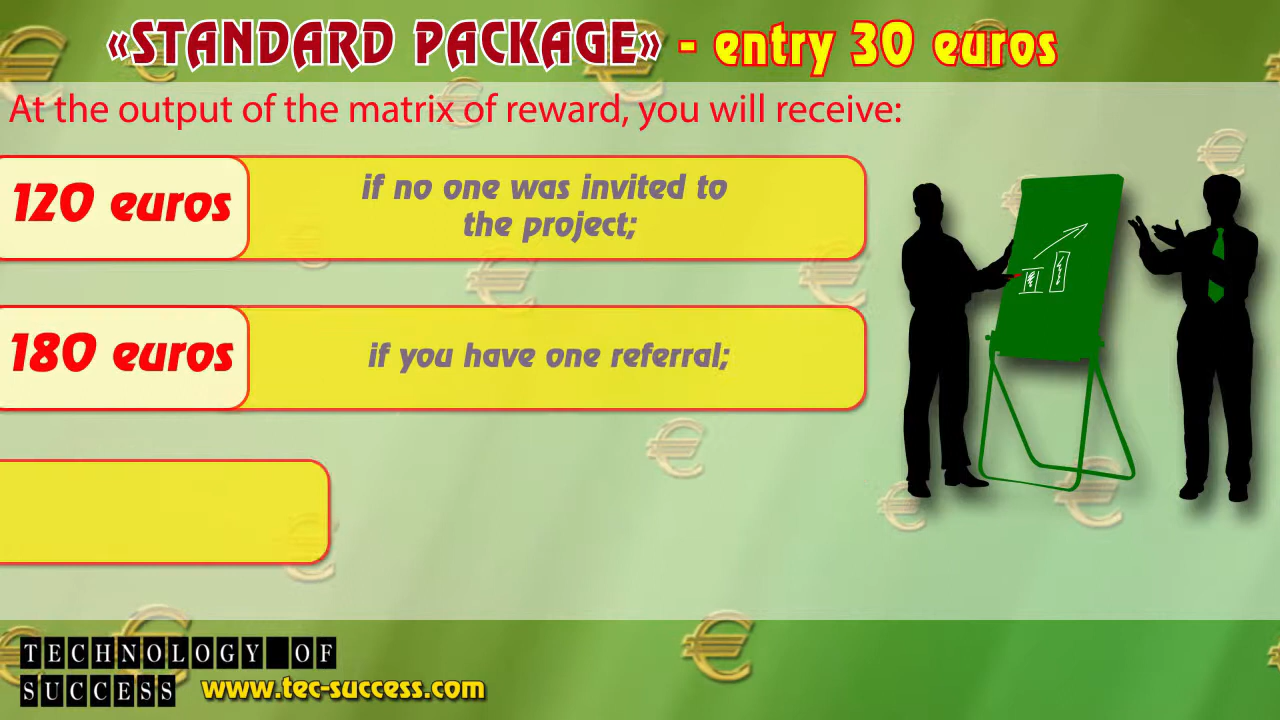 «STANDARD PACKAGE» - entry 30 euros
At the output of the matrix of reward, you will receive:
120 euros
if no one was invited to
the project;
180 euros
if you have one referral;
TECHNOLOGY OF
SUCCESS
www.tec-success.com